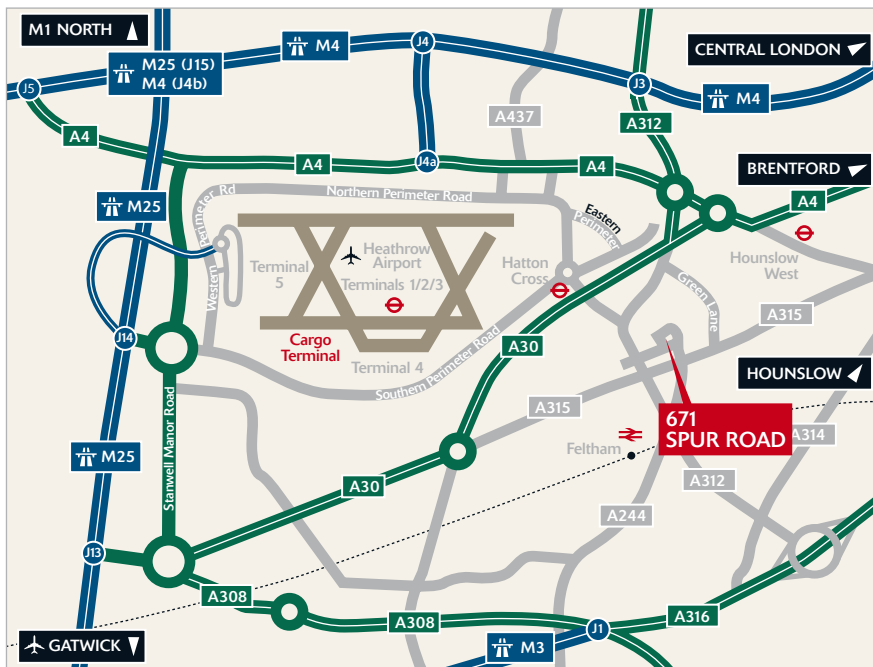 M1 NORTH
J4
M4
M25 (J15)
M4 (J4b)
CENTRAL LONDON
J5
J3
M4
A437
A312
A4
A4
J4a
A4
BRENTFORD
A4
Northern Perimeter Road
M25
Western Perimeter Rd
Eastern
Perimeter
Heathrow
Airport
Terminals 1/2/3
Terminal
5
Hatton
Cross
Hounslow
West
Green Lane
A315
J14
Cargo
Terminal
Terminal 4
Southern Perimeter Road
A30
HOUNSLOW
Stanwell Manor Road
A315
671
SPUR ROAD
A314
M25
Feltham
A30
A312
A244
J13
A308
A308
J1
A316
GATWICK
M3